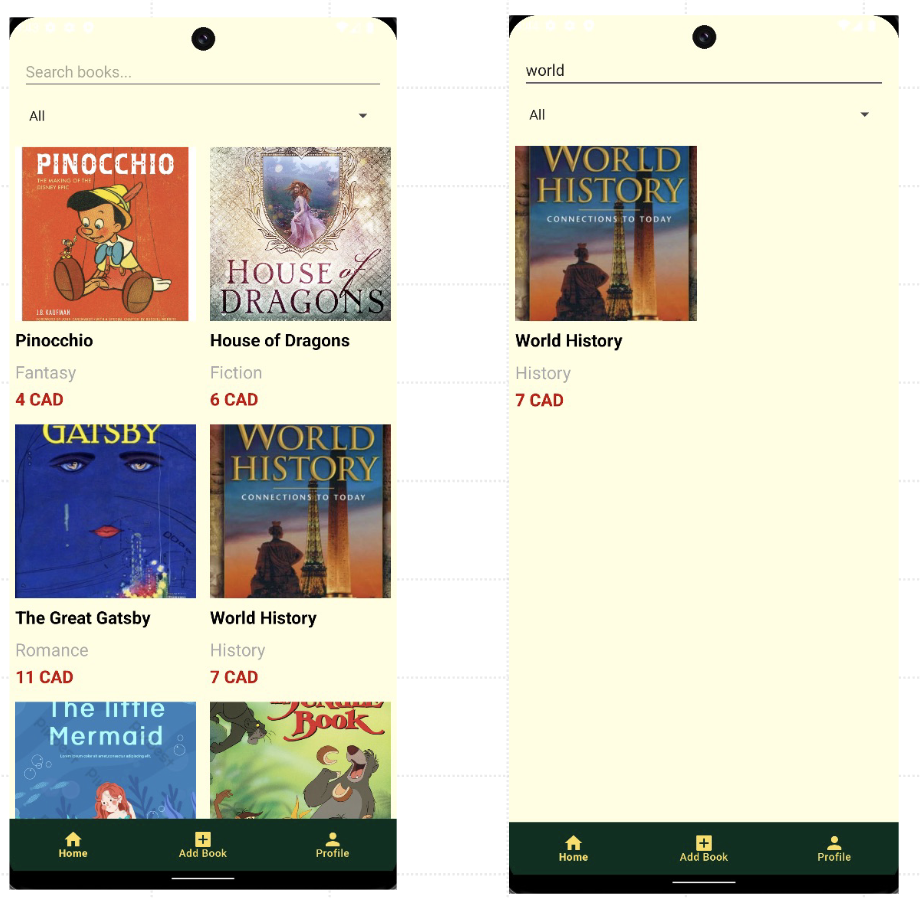 Search books...
All
PINOCCHIO
THE MAKING OF THE
DISNEY EPIC
J.B. KAUFMAN
Pinocchio
Fantasy
4 CAD
HOUSE of
DRAGONS
House of Dragons
Fiction
6 CAD
GATSBY
The Great Gatsby
Romance
11 CAD
WORLD
HISTORY
CONNECTIONS TO TODAY
World History
History
7 CAD
The little
Mermaid
JUNGLE
BOOK
Home
Add Book
Profile
world
All
WORLD
HISTORY
CONNECTIONS TO TODAY
World History
History
7 CAD
Home
Add Book
Profile